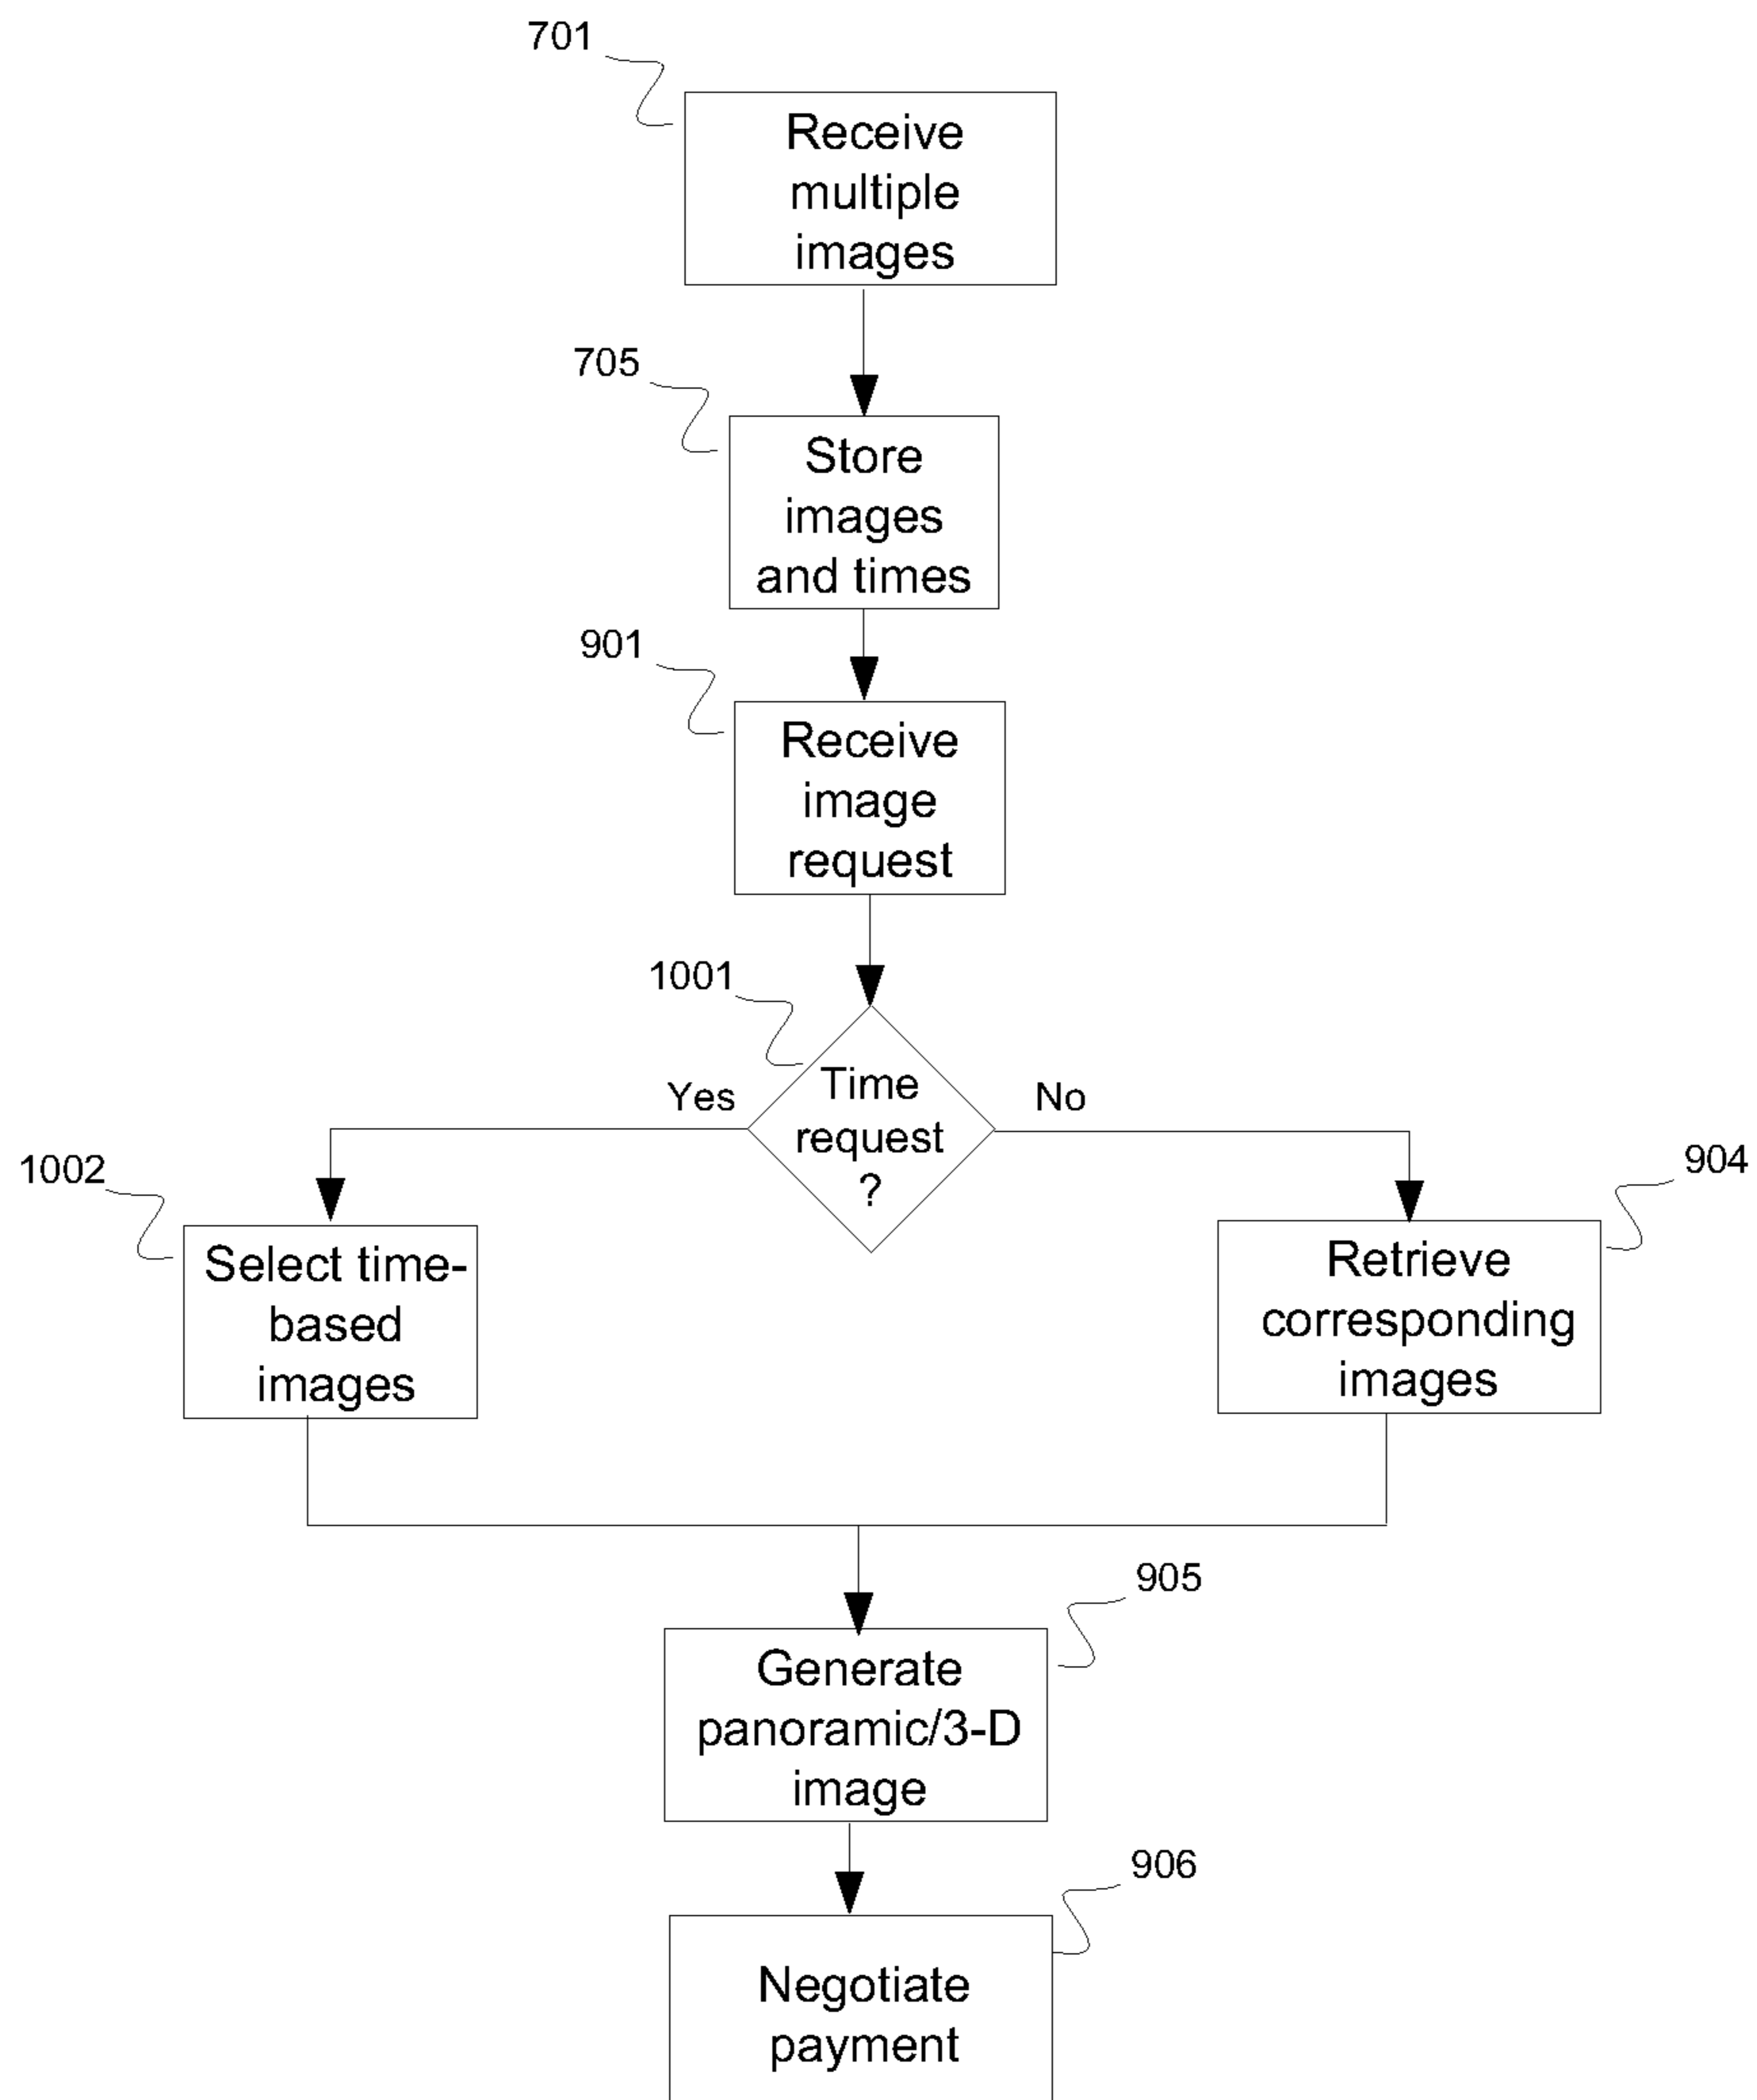 701
Receive
multiple
images
705
Store
images
and times
901
Receive
image
request
1001
Time
request
?
Yes
No
1002
Select time-
based
images
904
Retrieve
corresponding
images
905
Generate
panoramic/3-D
image
906
Negotiate
payment